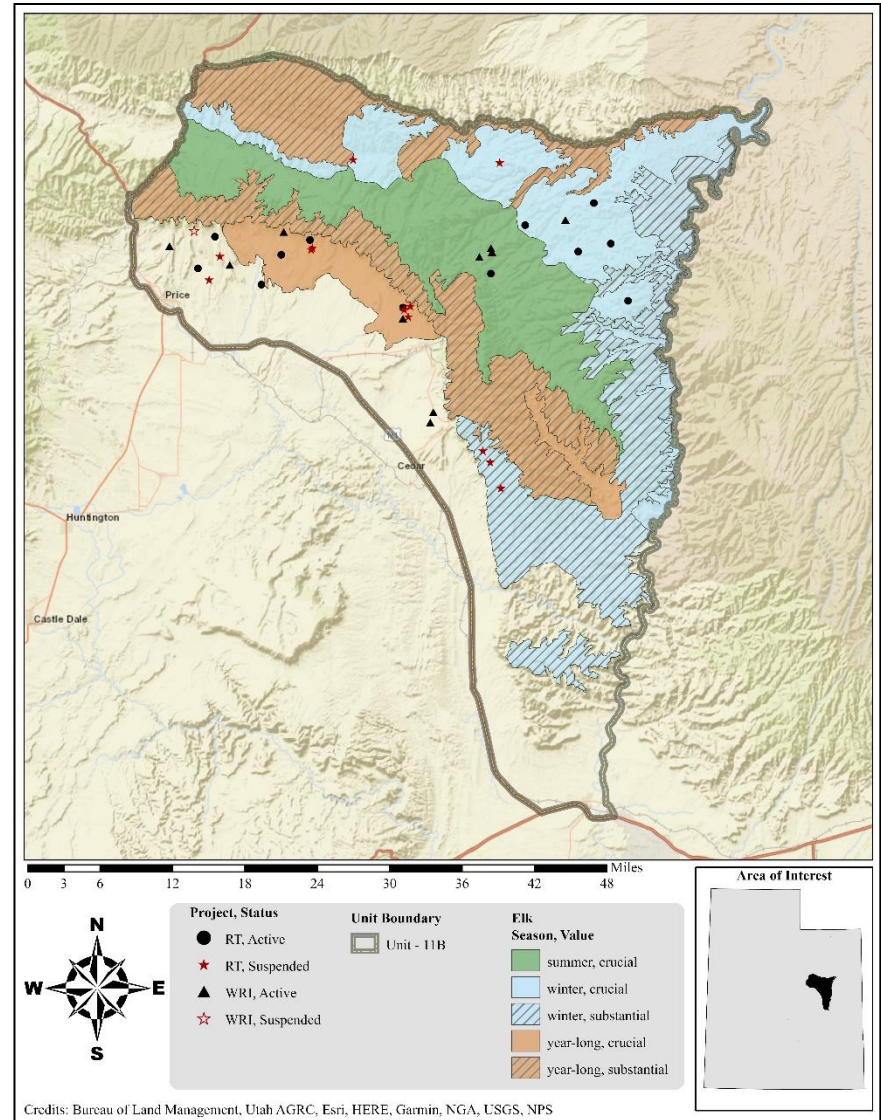 Price
Cedar
Huntington
Castle Dale
Miles
0 3 6 12 18 24 30 36 42 48
Area of Interest
Project, Status
RT, Active
RT, Suspended
WRI, Active
WRI, Suspended
Unit Boundary
Unit - 11B
Elk
Season, Value
summer, crucial
winter, crucial
winter, substantial
year-long, crucial
year-long, substantial
N
W E
S
Credits: Bureau of Land Management, Utah AGRC, Esri, HERE, Garmin, NGA, USGS, NPS